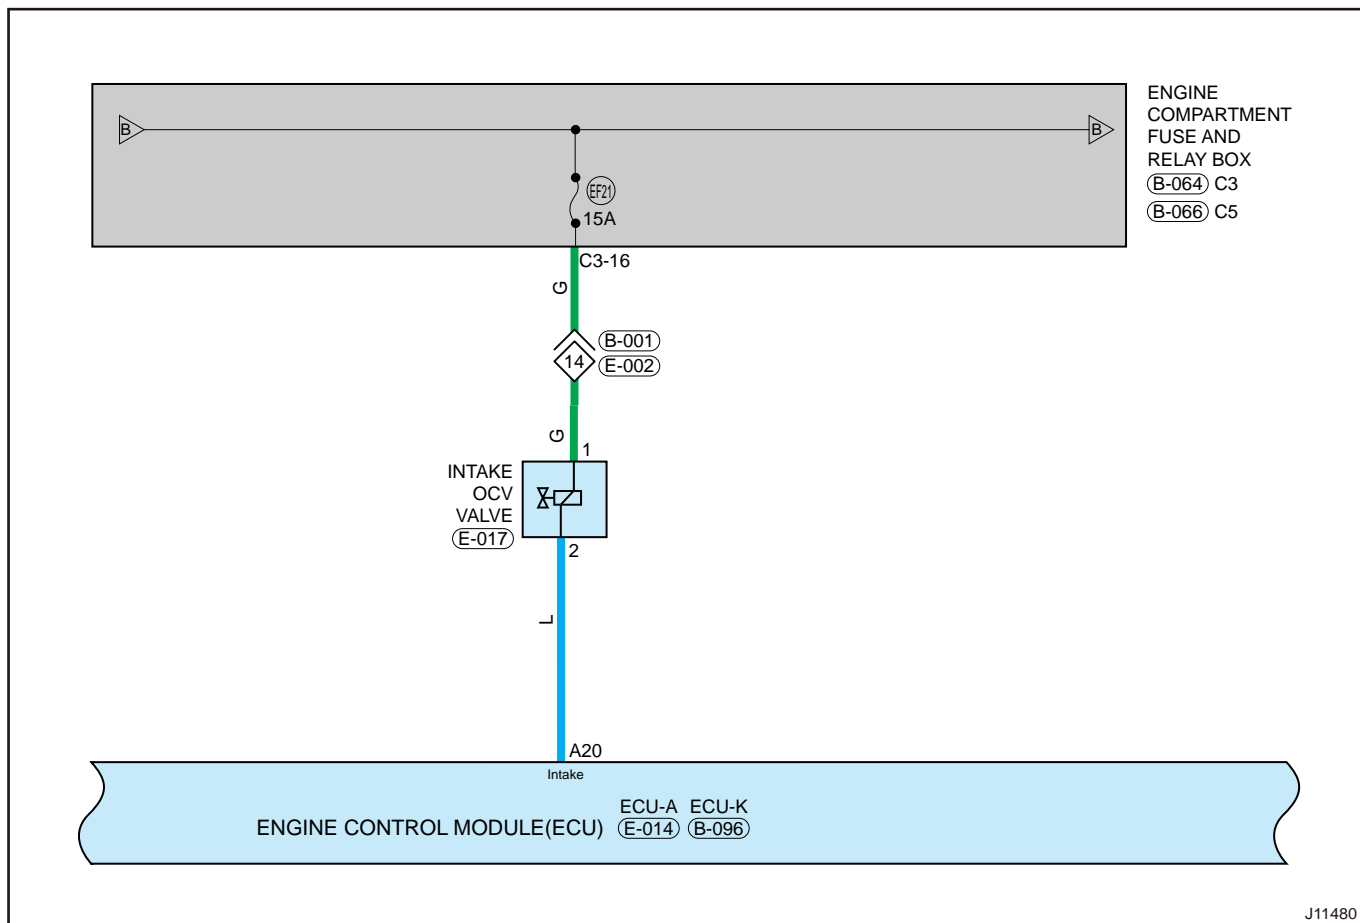 ENGINE
COMPARTMENT
FUSE AND
RELAY BOX
B-064 C3
B-066 C5
B
B
EF21
15A
C3-16
G
B-001
14
E-002
G
1
INTAKE
OCV
VALVE
E-017
2
L
A20
Intake
ECU-A ECU-K
ENGINE CONTROL MODULE(ECU) E-014 B-096
J11480